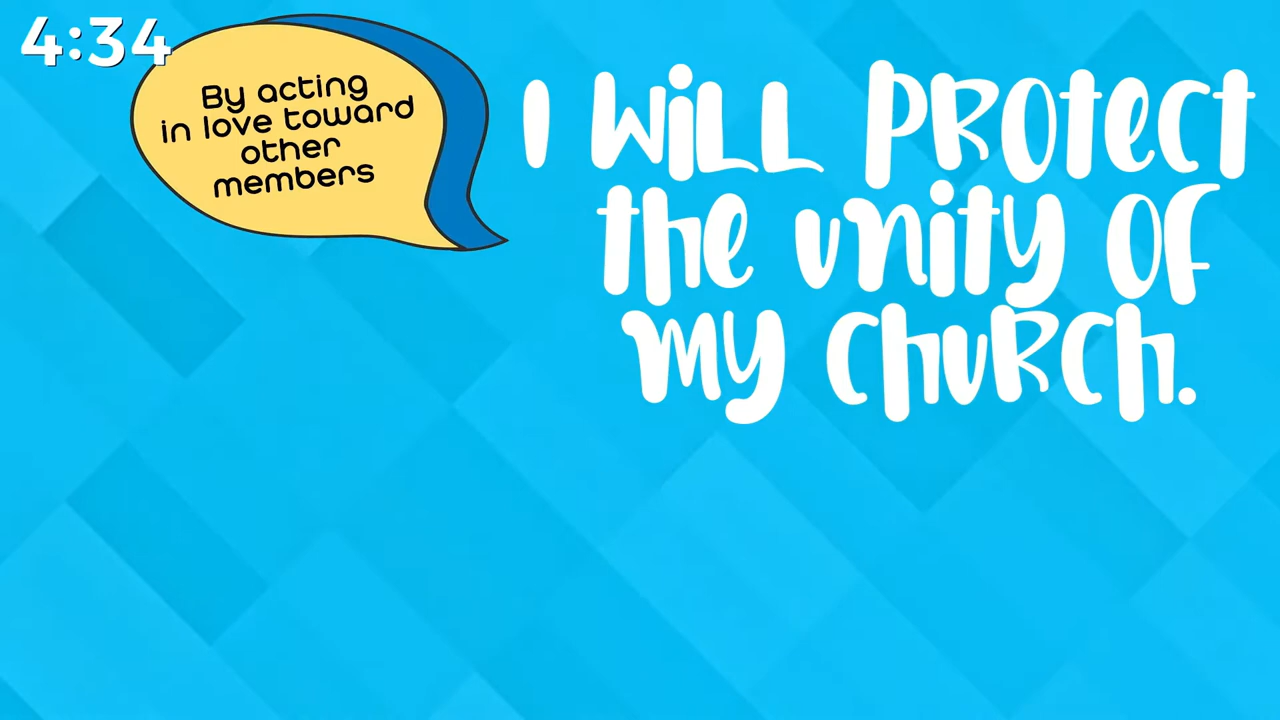 4:34
By acting
in love toward
other
members
I will protect
the unity of
my church.